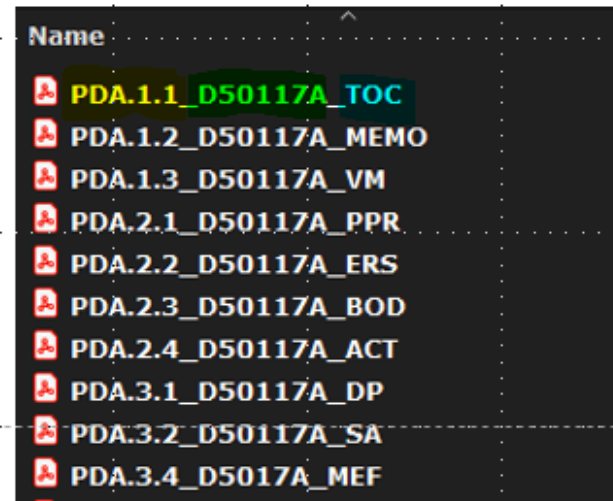 Name
PDA.1.1_D50117A_TOC
PDA.1.2_D50117A_MEMO
PDA.1.3_D50117A_VM
PDA.2.1_D50117A_PPR
PDA.2.2_D50117A_ERS
PDA.2.3_D50117A_BOD
PDA.2.4_D50117A_ACT
PDA.3.1_D50117A_DP
PDA.3.2_D50117A_SA
PDA.3.4_D5017A_MEF